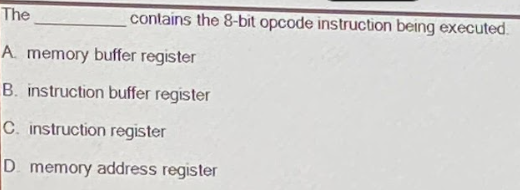 The ____________ contains the 8-bit opcode instruction being executed.
A. memory buffer register
B. instruction buffer register
C. instruction register
D. memory address register